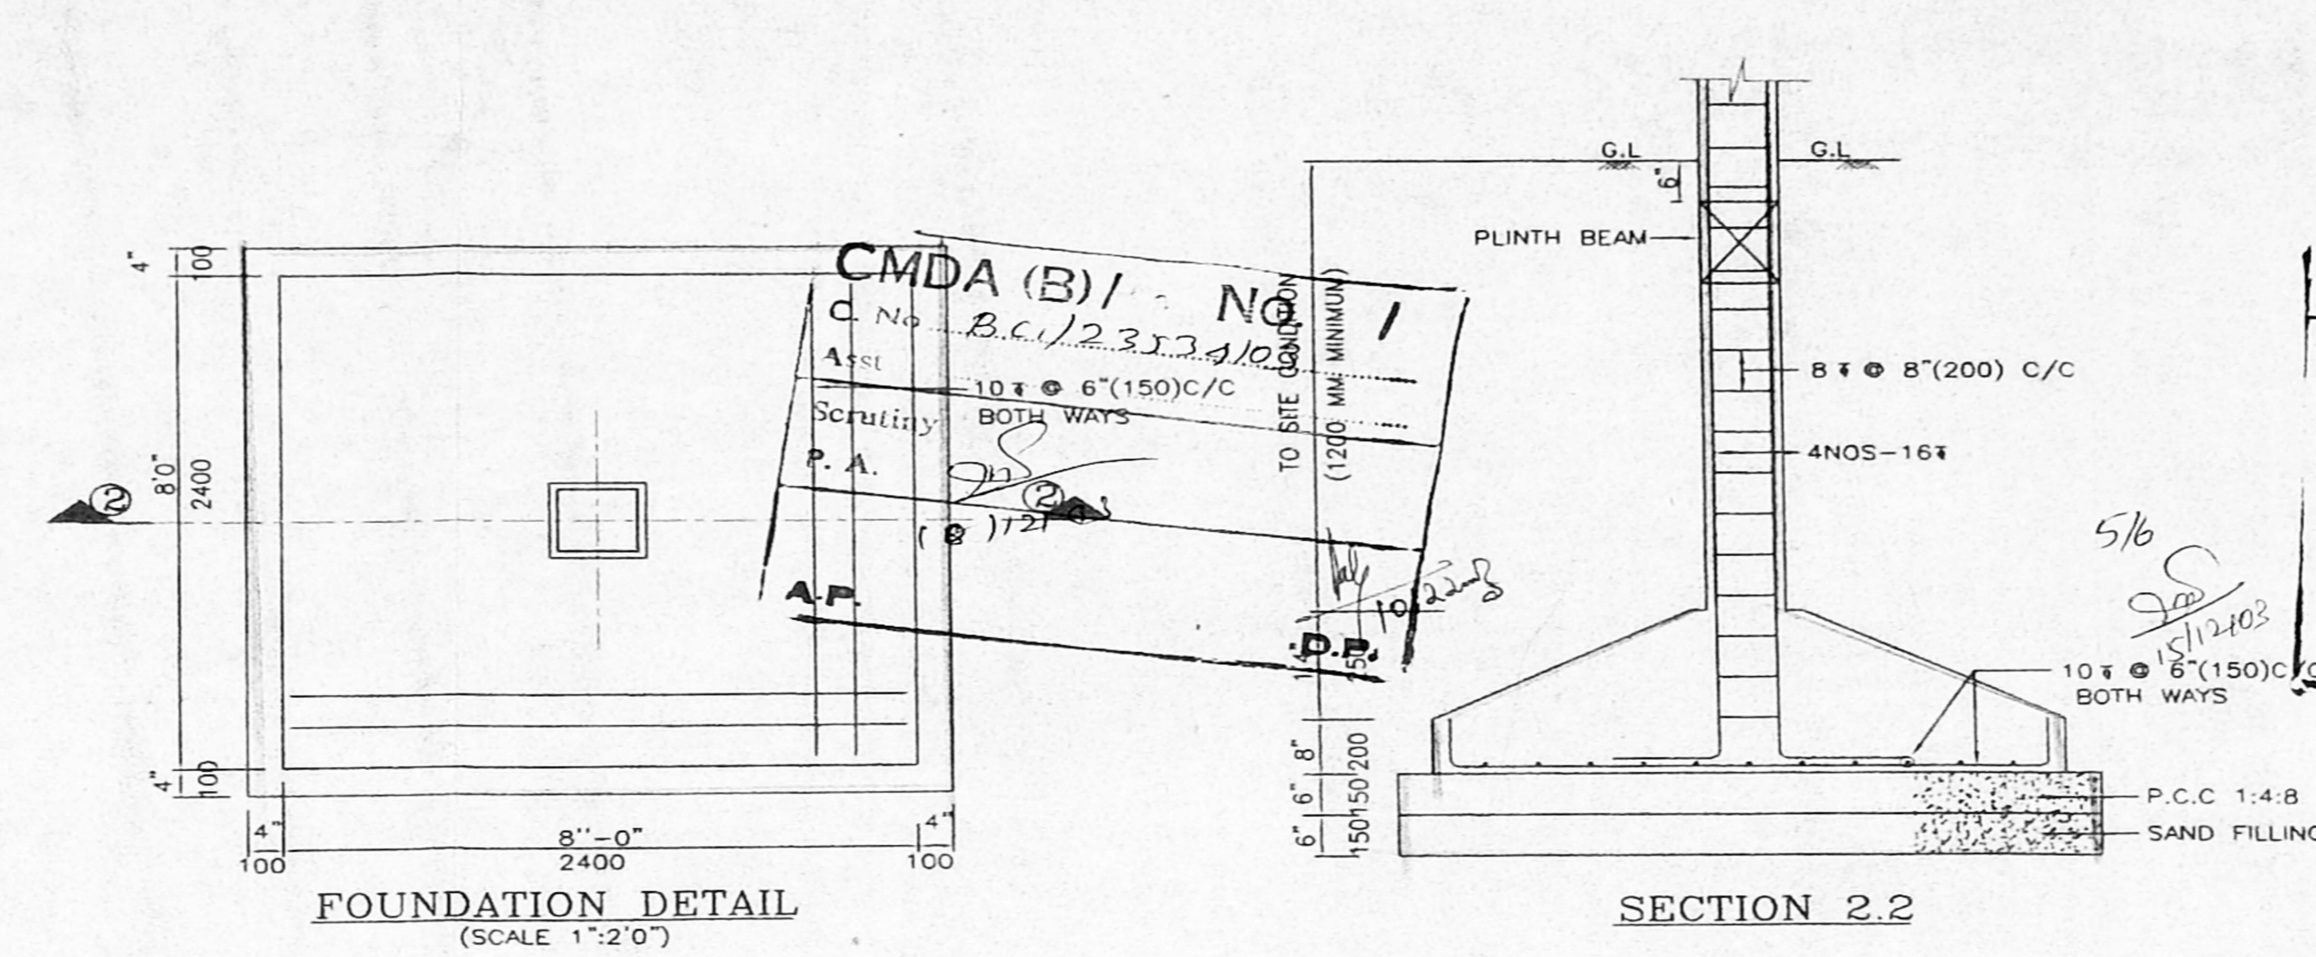 4"
100
8'0"
2400
2
4"
100
4"
100
8''-0"
2400
4"
100
FOUNDATION DETAIL
(SCALE 1":2'0")
CMDA (B) / No. 1
C. No
Asst
10 @ 6"(150)C/C
BOTH WAYS
Scrutiny
P. A.
2
A.P.
D.P.
TO SITE CONDITION
(1200 MM MINIMUM)
8"
200
6"
150
6"
150
G.L
G.L
6"
PLINTH BEAM
8 @ 8"(200) C/C
4NOS-16
5/6
15/12/03
10 @ 6"(150)C/C
BOTH WAYS
P.C.C 1:4:8
SAND FILLING
SECTION 2.2